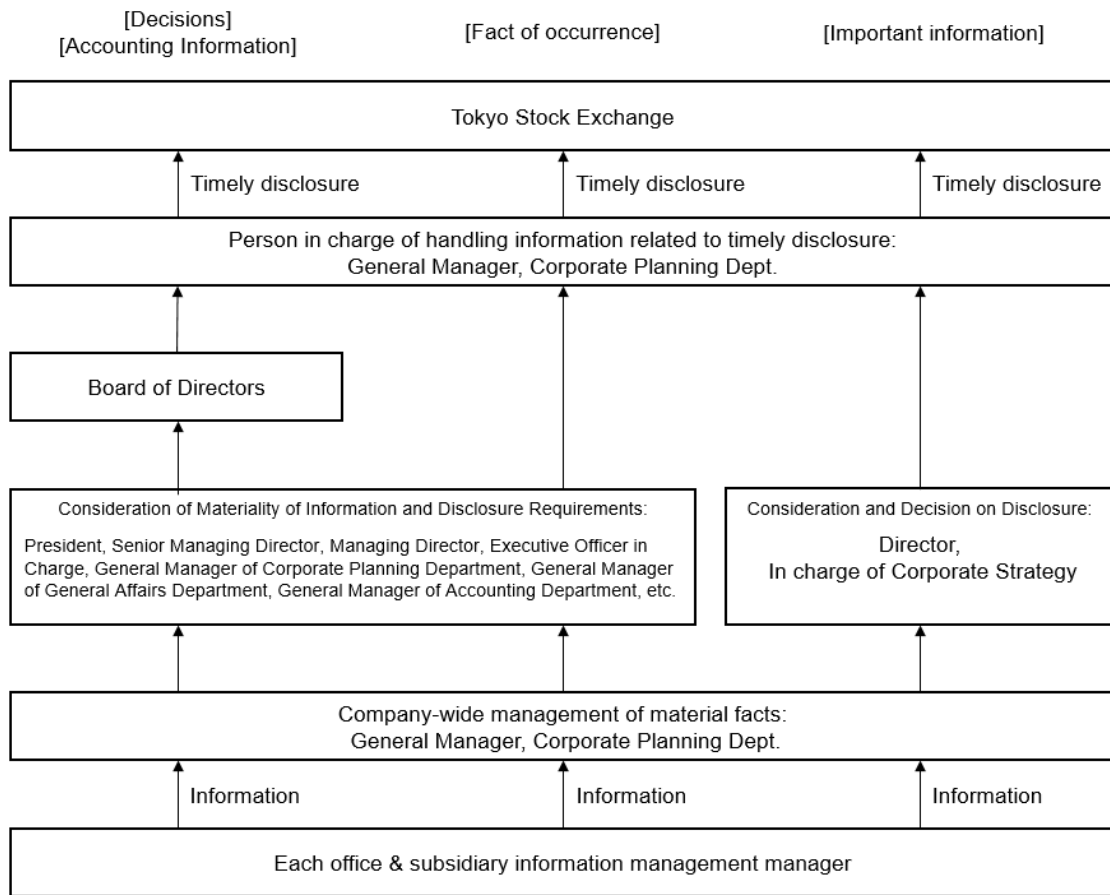 [Decisions]
[Accounting Information]
[Fact of occurrence]
[Important information]
Tokyo Stock Exchange
Timely disclosure
Timely disclosure
Timely disclosure
Person in charge of handling information related to timely disclosure:
General Manager, Corporate Planning Dept.
Board of Directors
Consideration of Materiality of Information and Disclosure Requirements:
President, Senior Managing Director, Managing Director, Executive Officer in
Charge, General Manager of Corporate Planning Department, General Manager
of General Affairs Department, General Manager of Accounting Department, etc.
Consideration and Decision on Disclosure:
Director,
In charge of Corporate Strategy
Company-wide management of material facts:
General Manager, Corporate Planning Dept.
Information
Information
Information
Each office & subsidiary information management manager